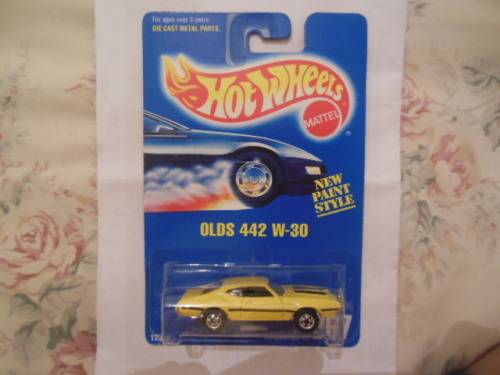 For ages over 3 years.
DIE CAST METAL PARTS.
HOT WHEELS
MATTEL
NEW
PAINT
STYLE
OLDS 442 W-30